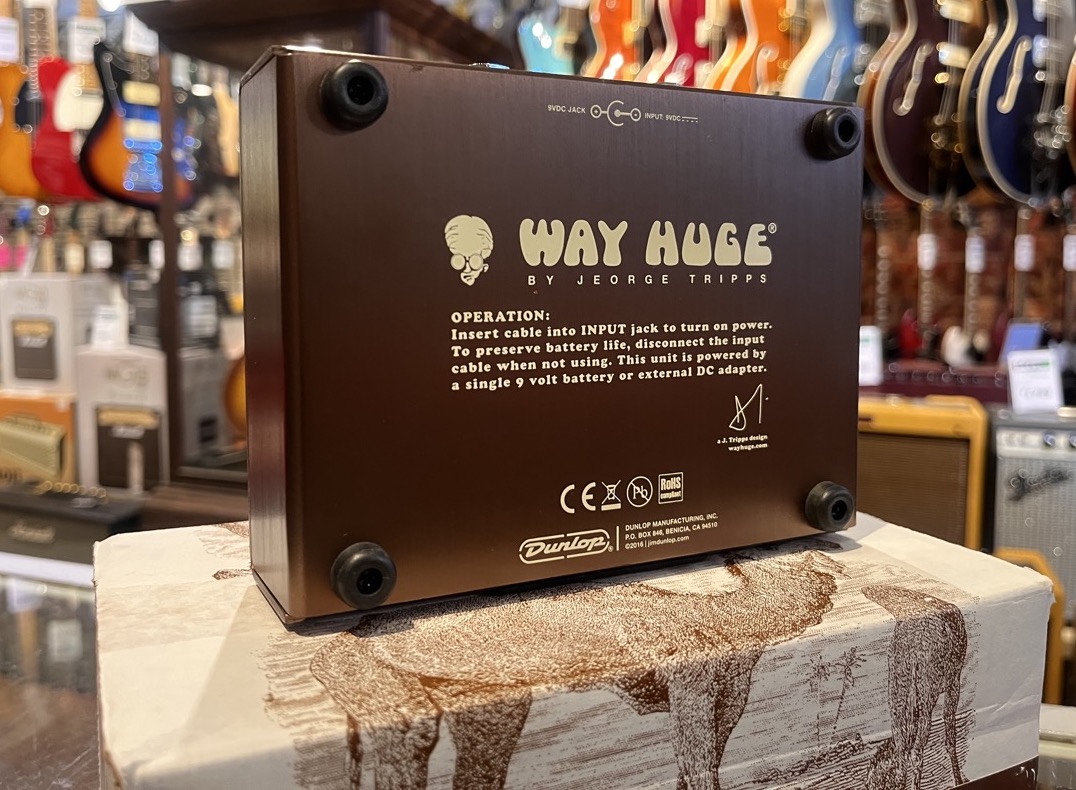 9VDC JACK INPUT: 9VDC
WAY HUGE®
BY JEORGE TRIPPS
OPERATION:
Insert cable into INPUT jack to turn on power.
To preserve battery life, disconnect the input
cable when not using. This unit is powered by
a single 9 volt battery or external DC adapter.
a J. Tripps design
wayhuge.com
CE Pb RoHS
compliant
DUNLOP® DUNLOP MANUFACTURING, INC.
P.O. BOX 846, BENICIA, CA 94510
©2016 | jimdunlop.com